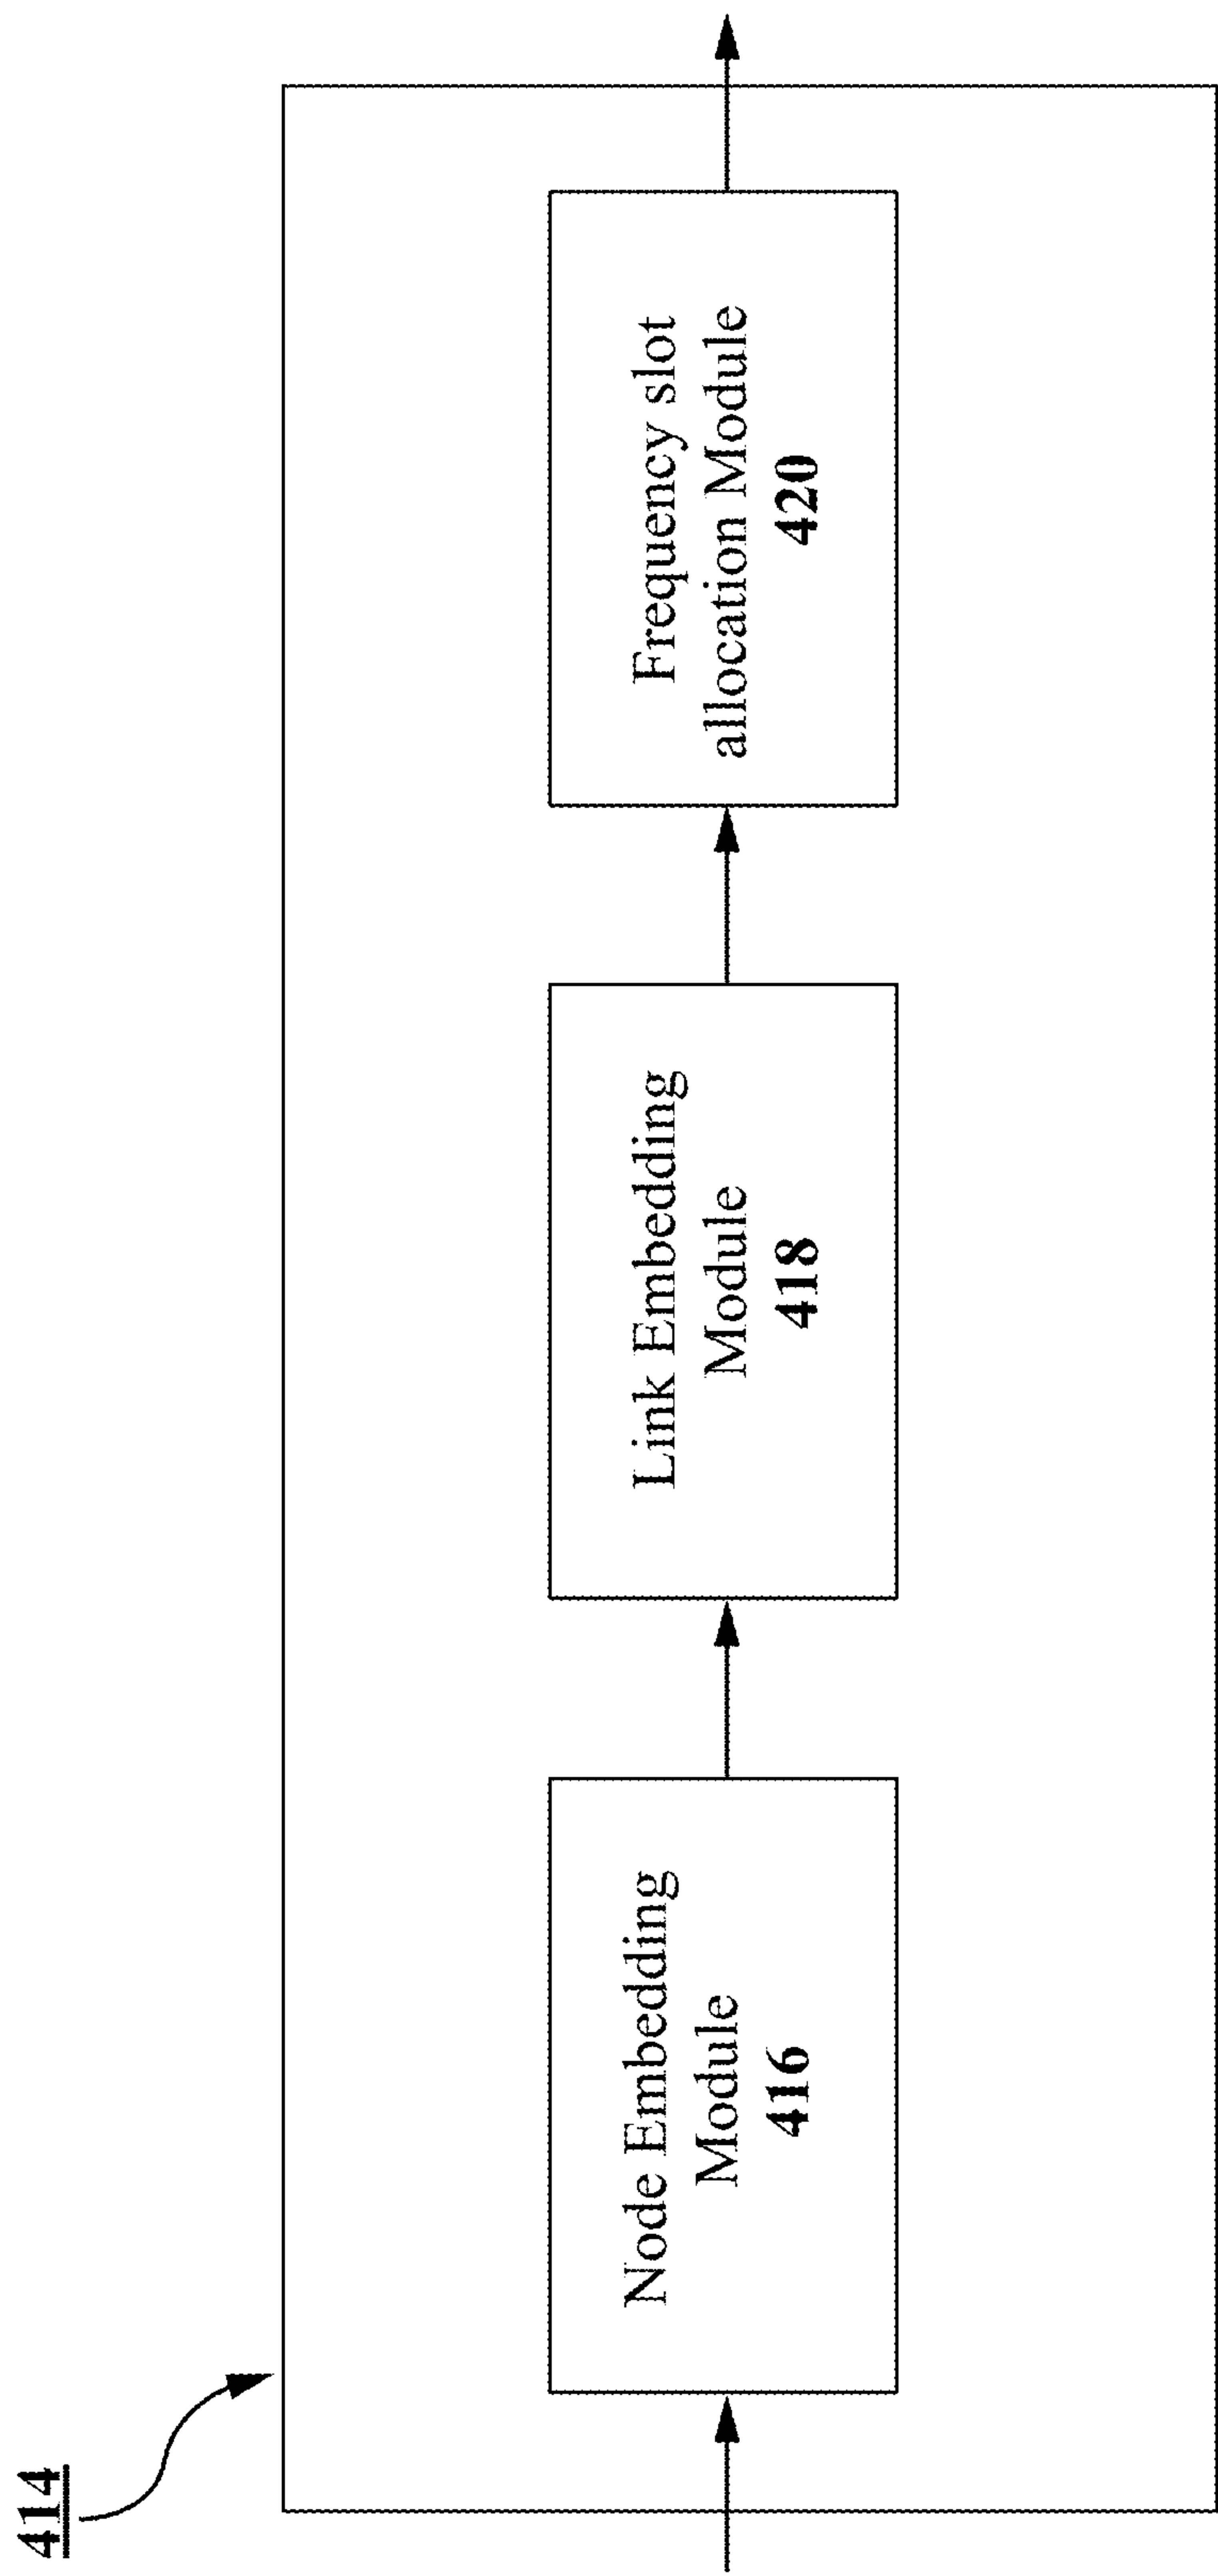 414
Node Embedding
Module
416
Link Embedding
Module
418
Frequency slot
allocation Module
420